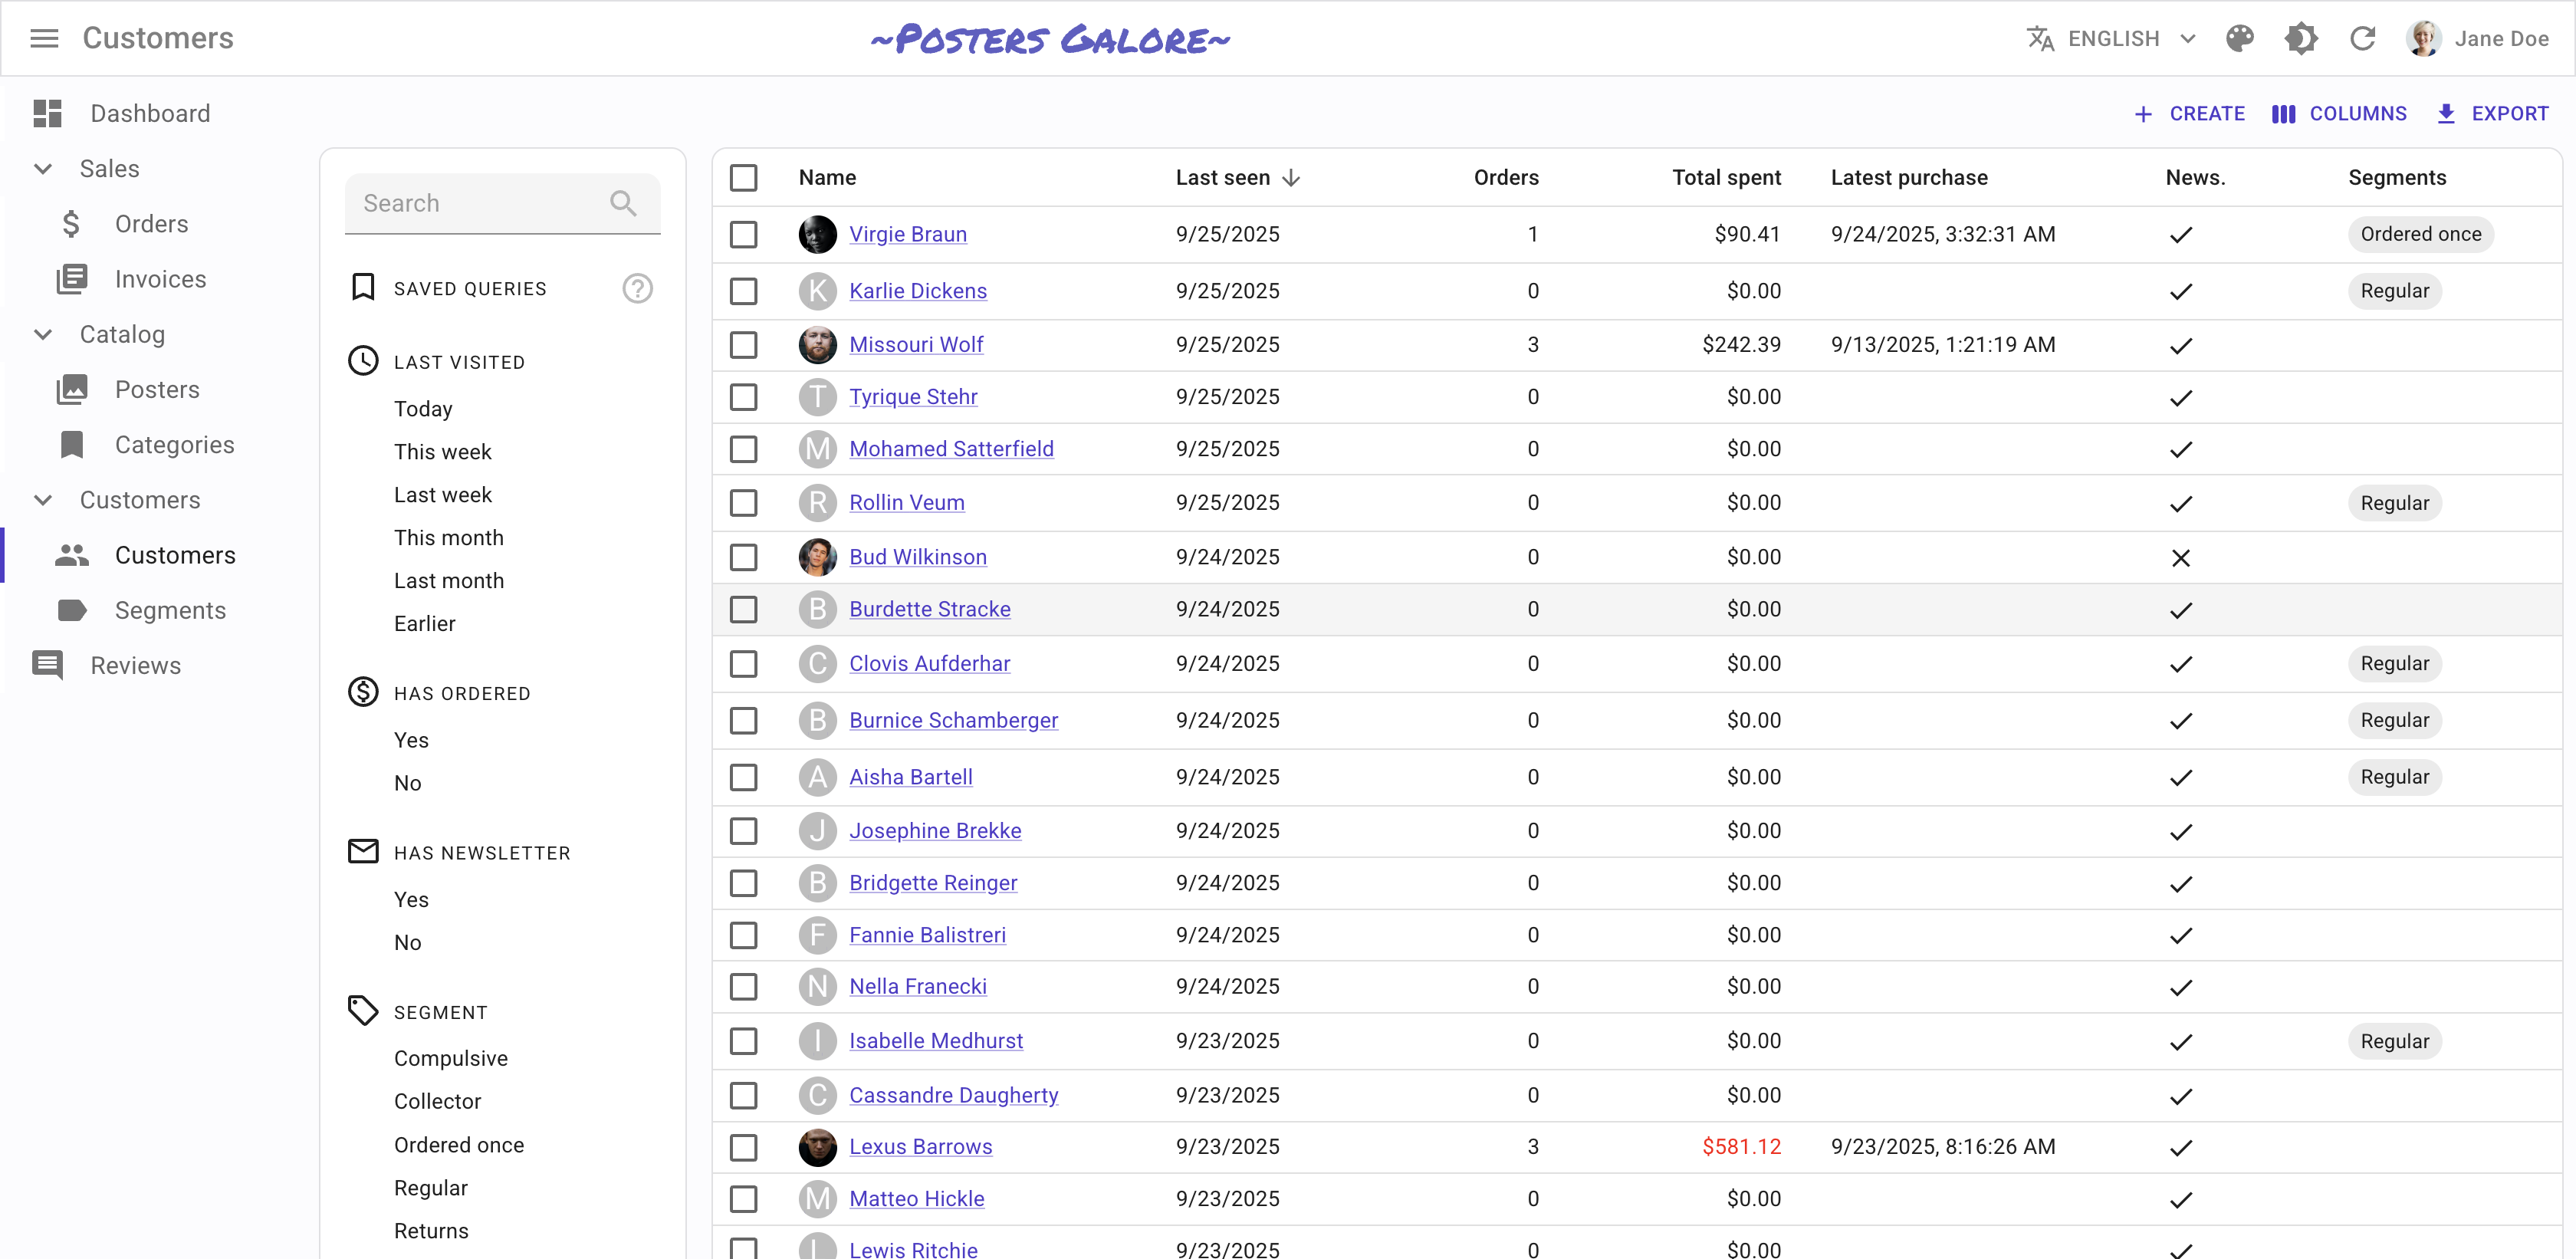 Customers
~Posters Galore~
ENGLISH
Jane Doe
Dashboard
Sales
Orders
Invoices
Catalog
Posters
Categories
Customers
Customers
Segments
Reviews
CREATE COLUMNS EXPORT
Search
SAVED QUERIES
LAST VISITED
Today
This week
Last week
This month
Last month
Earlier
HAS ORDERED
Yes
No
HAS NEWSLETTER
Yes
No
SEGMENT
Compulsive
Collector
Ordered once
Regular
Returns
Name Last seen Orders Total spent Latest purchase News. Segments
Virgie Braun 9/25/2025 1 $90.41 9/24/2025, 3:32:31 AM Ordered once
K Karlie Dickens 9/25/2025 0 $0.00 Regular
Missouri Wolf 9/25/2025 3 $242.39 9/13/2025, 1:21:19 AM
T Tyrique Stehr 9/25/2025 0 $0.00
M Mohamed Satterfield 9/25/2025 0 $0.00
R Rollin Veum 9/25/2025 0 $0.00 Regular
Bud Wilkinson 9/24/2025 0 $0.00
B Burdette Stracke 9/24/2025 0 $0.00
C Clovis Aufderhar 9/24/2025 0 $0.00 Regular
B Burnice Schamberger 9/24/2025 0 $0.00 Regular
A Aisha Bartell 9/24/2025 0 $0.00 Regular
J Josephine Brekke 9/24/2025 0 $0.00
B Bridgette Reinger 9/24/2025 0 $0.00
F Fannie Balistreri 9/24/2025 0 $0.00
N Nella Franecki 9/24/2025 0 $0.00
I Isabelle Medhurst 9/23/2025 0 $0.00 Regular
C Cassandre Daugherty 9/23/2025 0 $0.00
Lexus Barrows 9/23/2025 3 $581.12 9/23/2025, 8:16:26 AM
M Matteo Hickle 9/23/2025 0 $0.00
L Lewis Ritchie 9/23/2025 0 $0.00